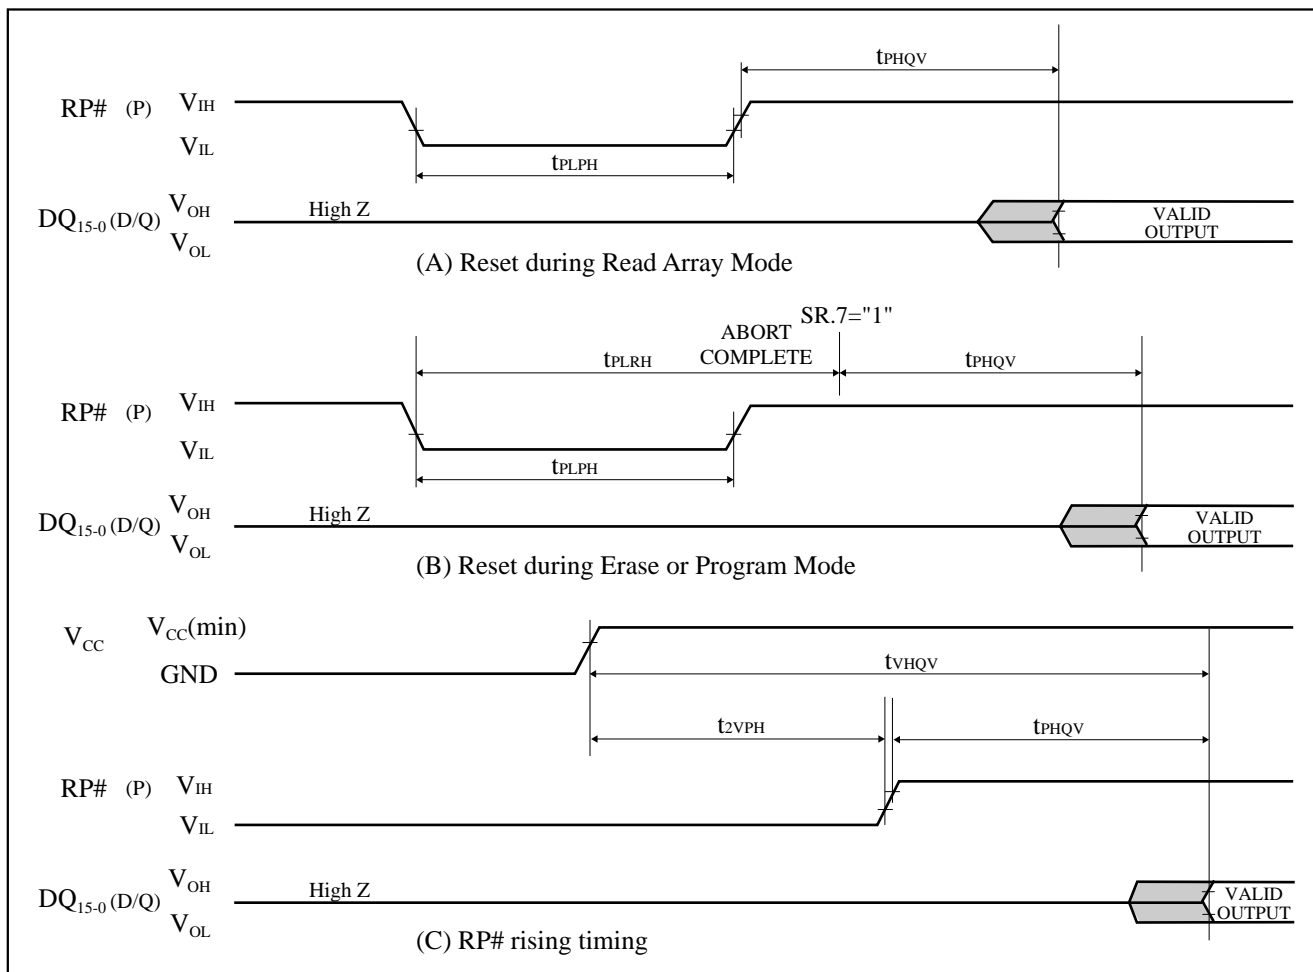 tPHQV
RP# (P) VIH
VIL
tPLPH
DQ15-0 (D/Q) VOH
VOL
High Z
VALID
OUTPUT
(A) Reset during Read Array Mode
SR.7="1"
ABORT
COMPLETE
tPLRH
tPHQV
RP# (P) VIH
VIL
tPLPH
DQ15-0 (D/Q) VOH
VOL
High Z
VALID
OUTPUT
(B) Reset during Erase or Program Mode
VCC VCC(min)
GND
tVHQV
t2VPH
tPHQV
RP# (P) VIH
VIL
DQ15-0 (D/Q) VOH
VOL
High Z
VALID
OUTPUT
(C) RP# rising timing